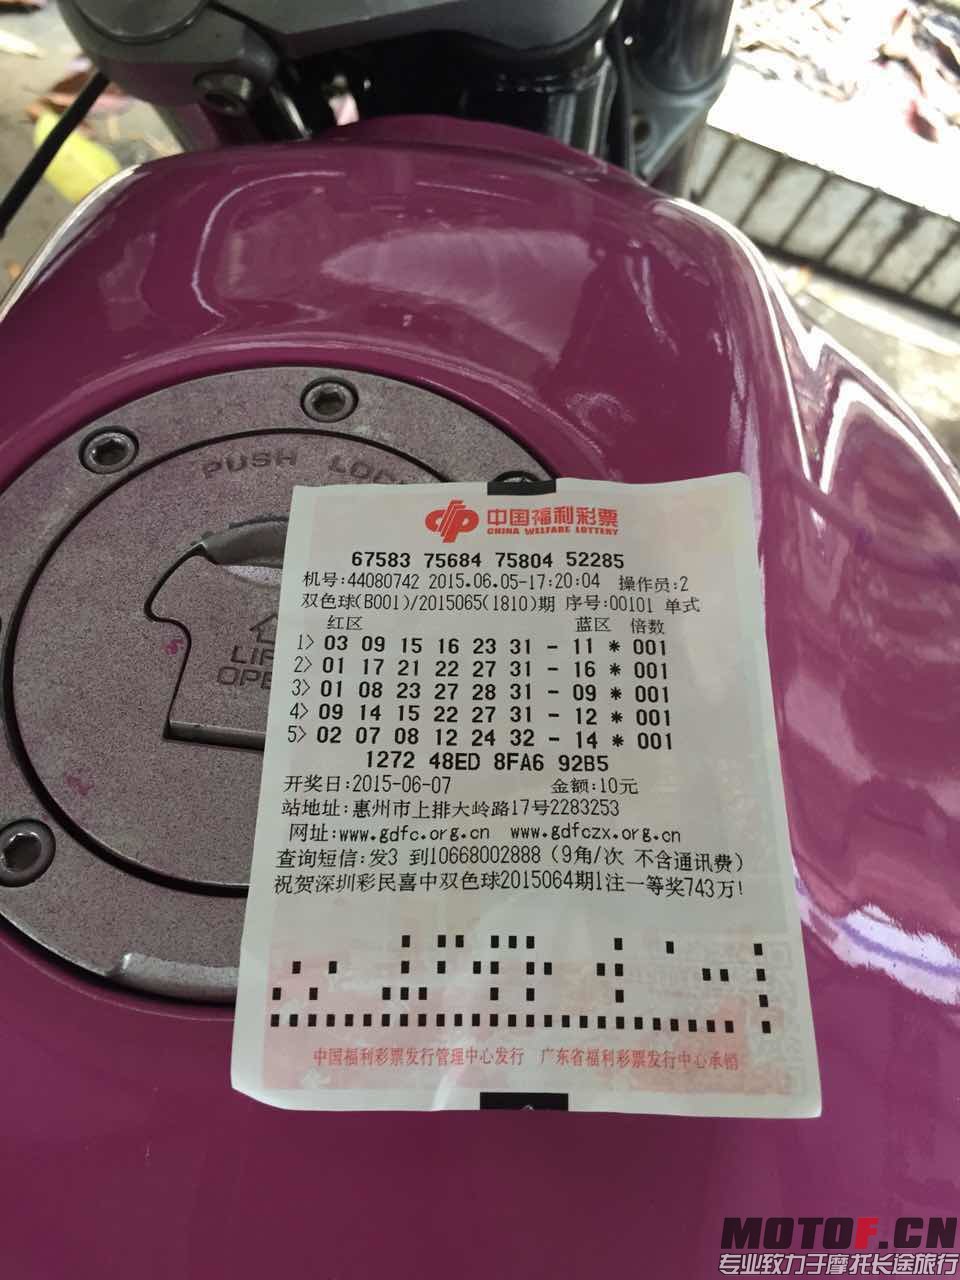 PUSH LOCK
LIF
OPE
中国福利彩票
CHINA WELFARE LOTTERY
67583 75684 75804 52285
机号:44080742 2015.06.05-17:20:04 操作员:2
双色球(B001)/2015065(1810)期 序号:00101 单式
红区 蓝区 倍数
1> 03 09 15 16 23 31 - 11 * 001
2> 01 17 21 22 27 31 - 16 * 001
3> 01 08 23 27 28 31 - 09 * 001
4> 09 14 15 22 27 31 - 12 * 001
5> 02 07 08 12 24 32 - 14 * 001
1272 48ED 8FA6 92B5
开奖日:2015-06-07 金额:10元
站地址:惠州市上排大岭路17号2283253
网址:www.gdfc.org.cn www.gdfczx.org.cn
查询短信:发3 到10668002888(9角/次 不含通讯费)
祝贺深圳彩民喜中双色球2015064期1注一等奖743万!
中国福利彩票发行管理中心发行 广东省福利彩票发行中心承销
MOTOF.CN
专业致力于摩托长途旅行